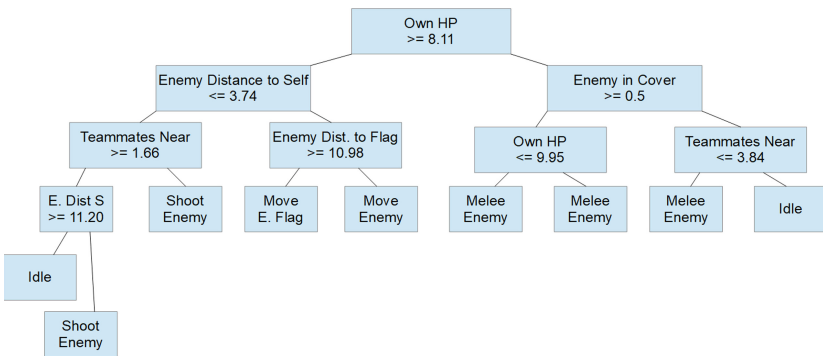 Own HP
>= 8.11
Enemy Distance to Self
<= 3.74
Enemy in Cover
>= 0.5
Teammates Near
>= 1.66
Enemy Dist. to Flag
>= 10.98
Own HP
<= 9.95
Teammates Near
<= 3.84
E. Dist S
>= 11.20
Shoot
Enemy
Move
E. Flag
Move
Enemy
Melee
Enemy
Melee
Enemy
Melee
Enemy
Idle
Idle
Shoot
Enemy